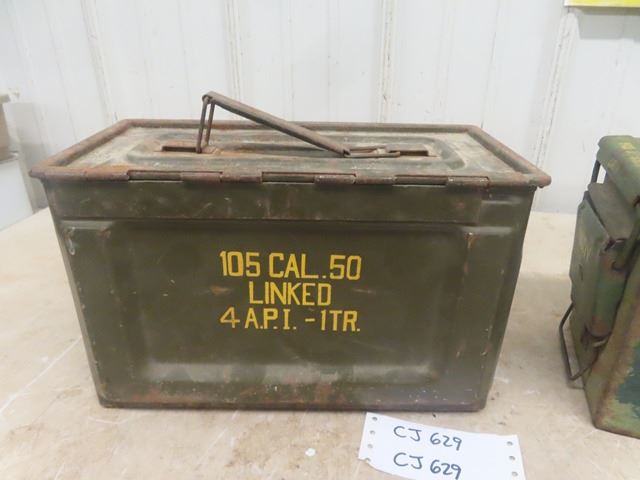 105 CAL. 50
LINKED
4 A.P.I. - 1 TR.
CJ 629
CJ 629